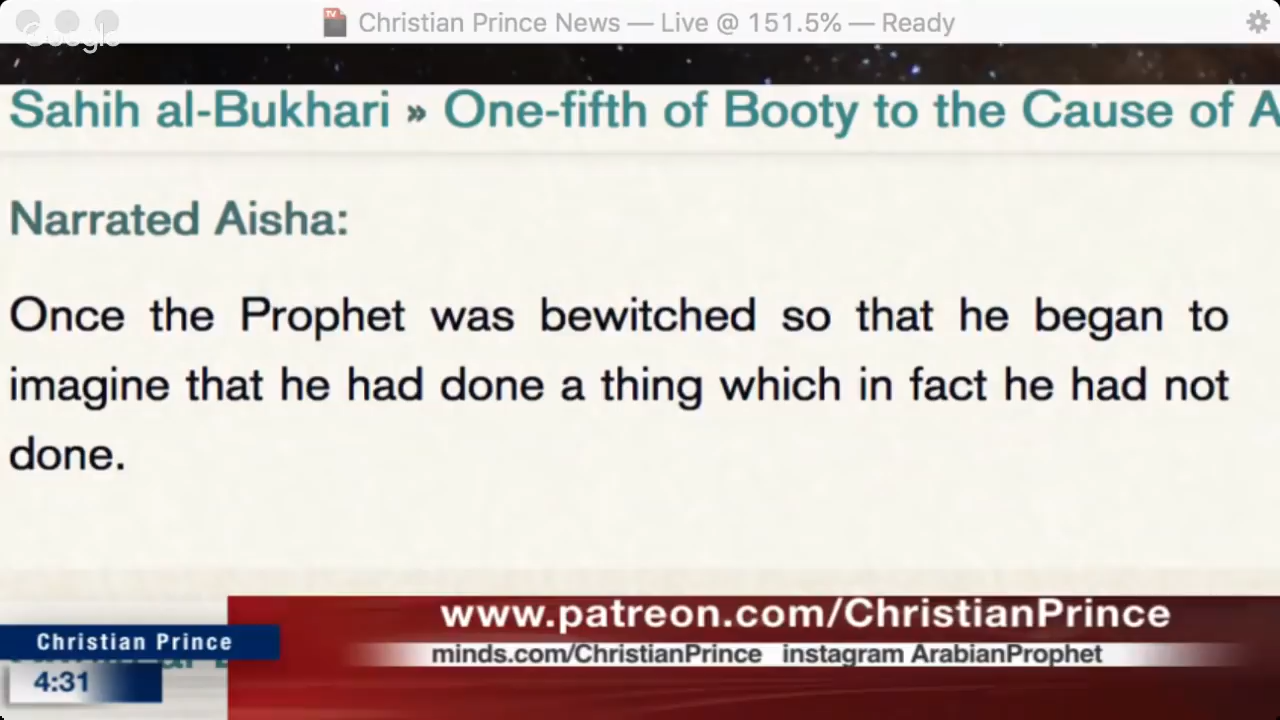 Christian Prince News — Live @ 151.5% — Ready
Google
Sahih al-Bukhari » One-fifth of Booty to the Cause of A
Narrated Aisha:
Once the Prophet was bewitched so that he began to
imagine that he had done a thing which in fact he had not
done.
www.patreon.com/ChristianPrince
Christian Prince
minds.com/ChristianPrince instagram ArabianProphet
4:31